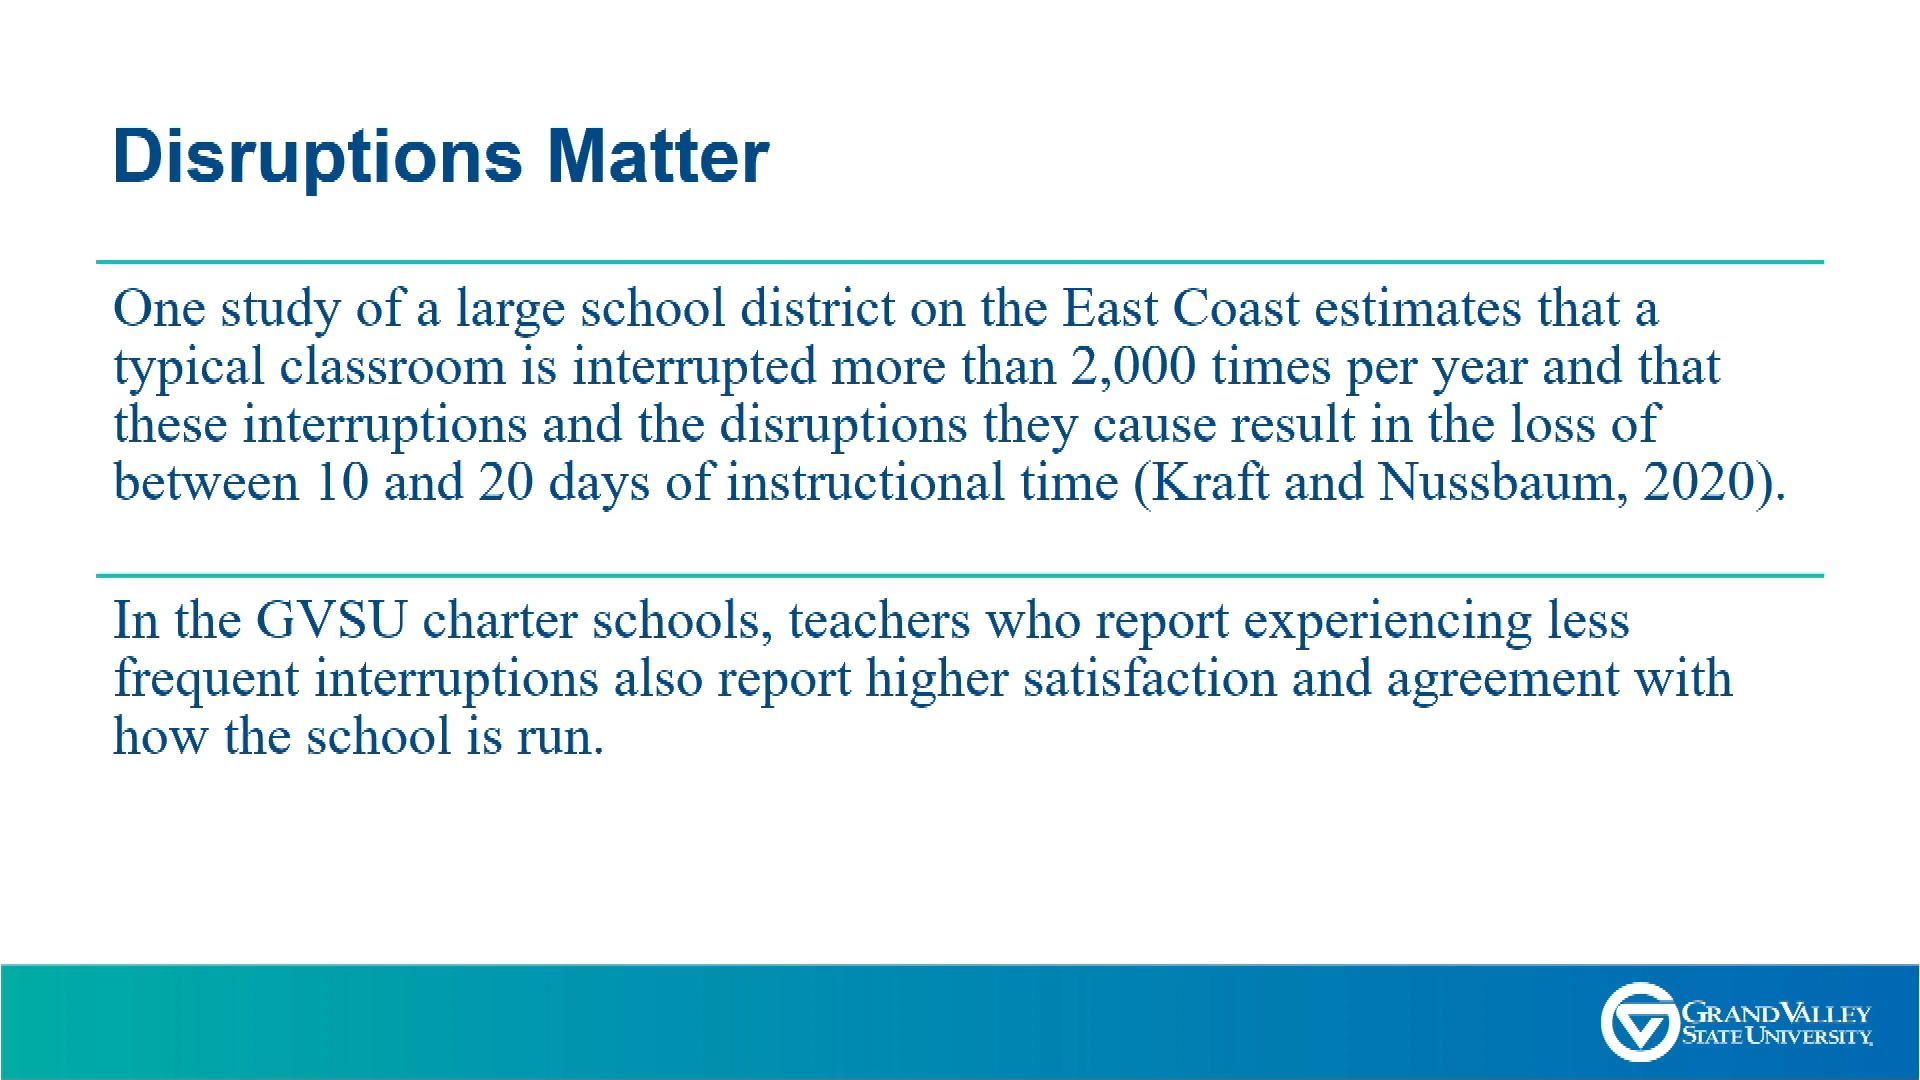 Disruptions Matter
One study of a large school district on the East Coast estimates that a
typical classroom is interrupted more than 2,000 times per year and that
these interruptions and the disruptions they cause result in the loss of
between 10 and 20 days of instructional time (Kraft and Nussbaum, 2020).
In the GVSU charter schools, teachers who report experiencing less
frequent interruptions also report higher satisfaction and agreement with
how the school is run.
GRAND VALLEY
STATE UNIVERSITY